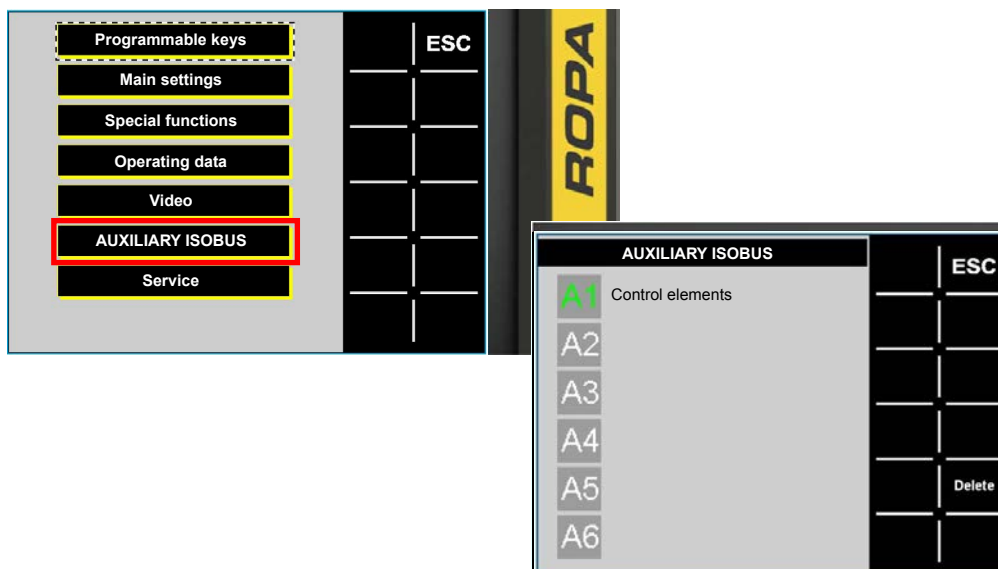 Programmable keys
ESC
Main settings
Special functions
Operating data
Video
AUXILIARY ISOBUS
Service
ROPA
AUXILIARY ISOBUS
ESC
A1 Control elements
A2
A3
A4
A5
Delete
A6